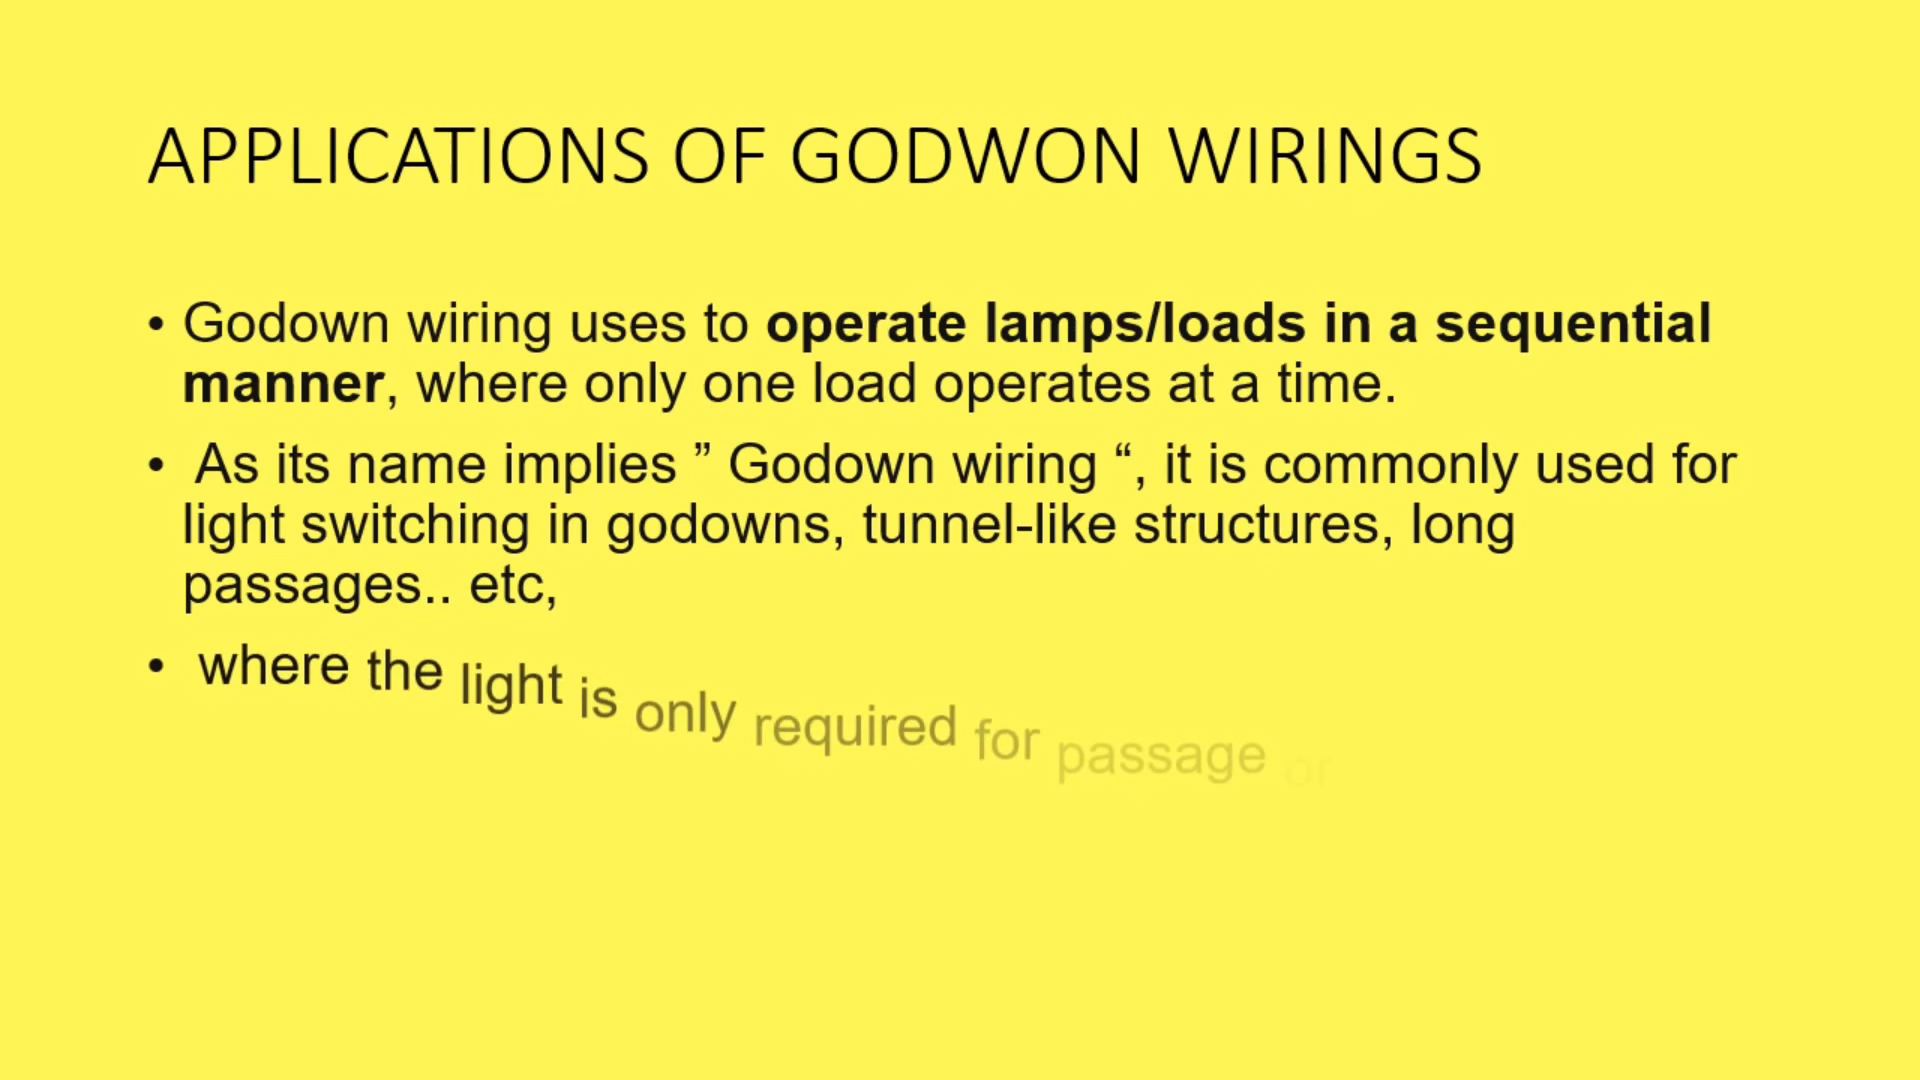 APPLICATIONS OF GODWON WIRINGS
• Godown wiring uses to operate lamps/loads in a sequential
manner, where only one load operates at a time.
• As its name implies ” Godown wiring “, it is commonly used for
light switching in godowns, tunnel-like structures, long
passages.. etc,
• where the light is only required for passage or